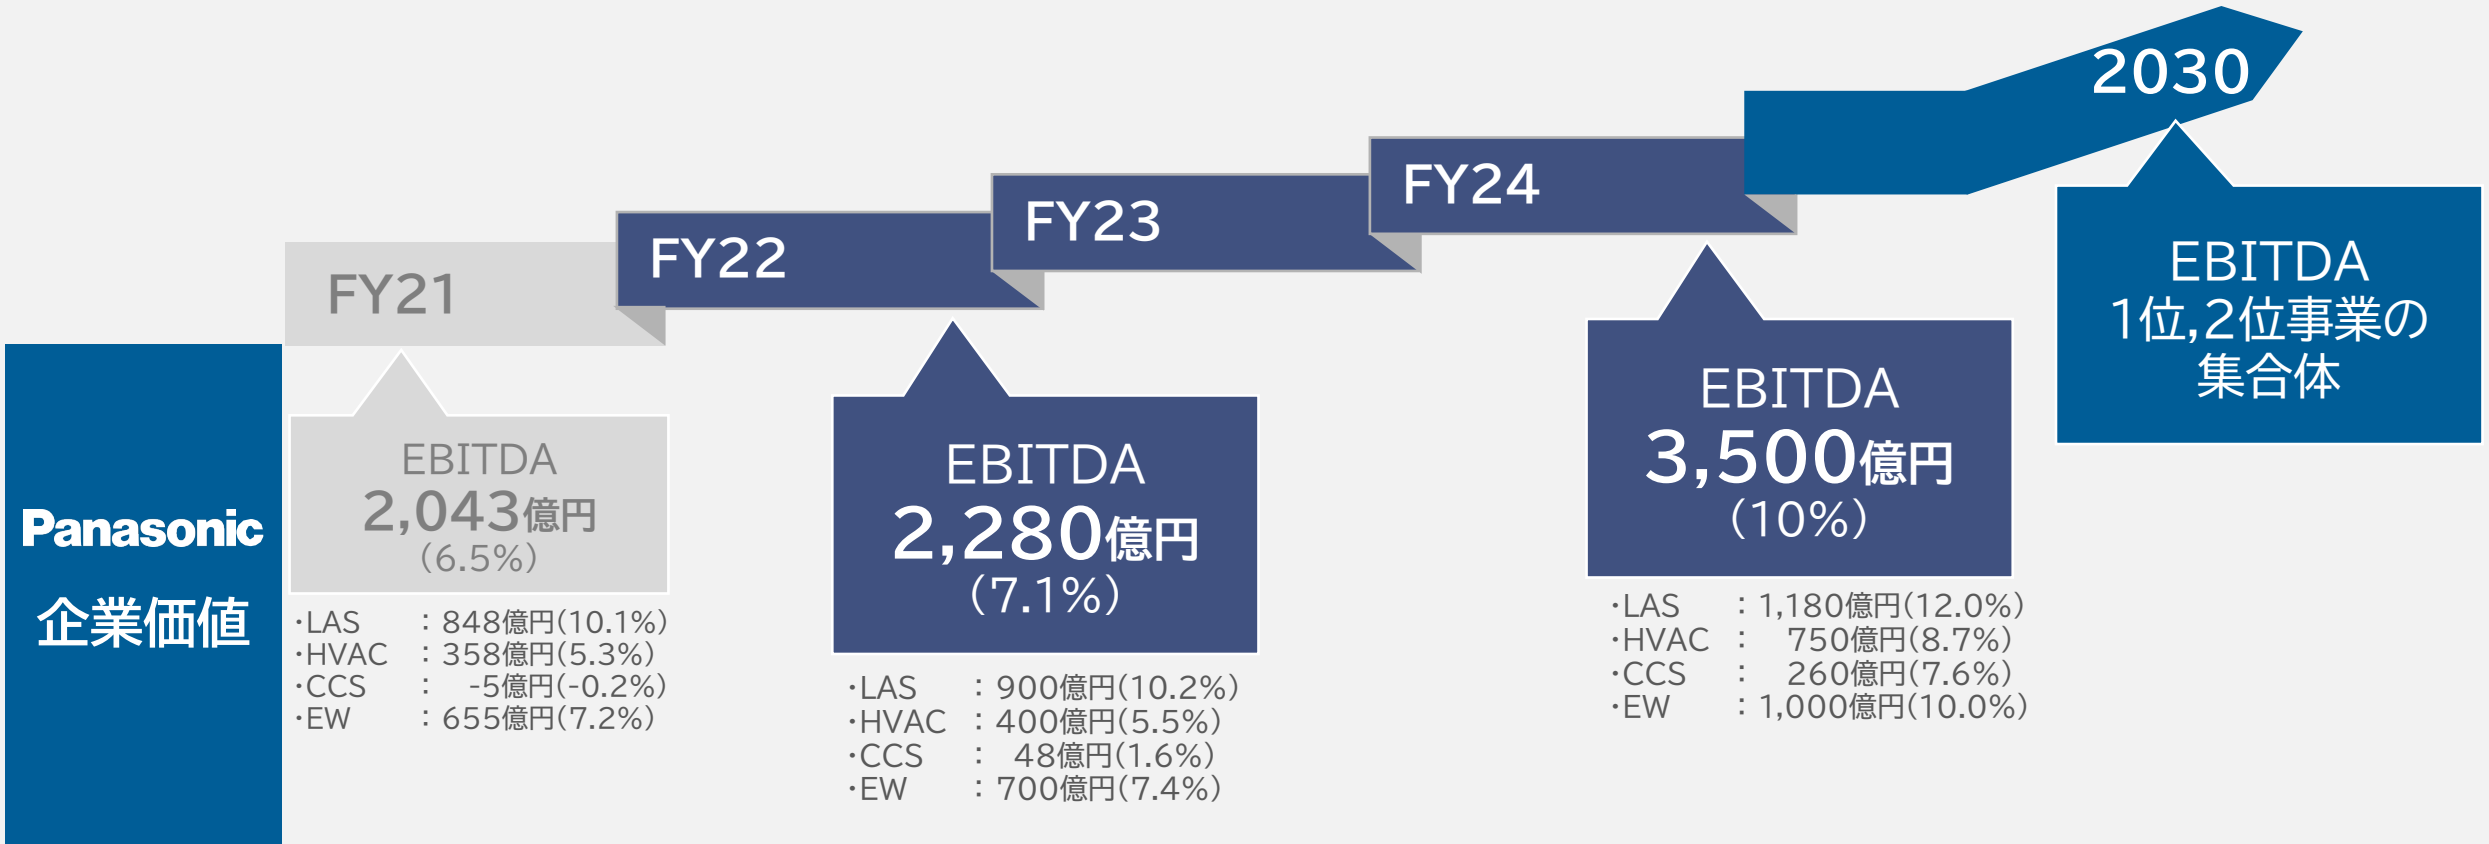 2030
FY24
FY23
FY22
FY21
Panasonic
企業価値
EBITDA
2,043億円
(6.5%)
・LAS : 848億円(10.1%)
・HVAC : 358億円(5.3%)
・CCS : -5億円(-0.2%)
・EW : 655億円(7.2%)
EBITDA
2,280億円
(7.1%)
・LAS : 900億円(10.2%)
・HVAC : 400億円(5.5%)
・CCS : 48億円(1.6%)
・EW : 700億円(7.4%)
EBITDA
3,500億円
(10%)
・LAS : 1,180億円(12.0%)
・HVAC : 750億円(8.7%)
・CCS : 260億円(7.6%)
・EW : 1,000億円(10.0%)
EBITDA
1位,2位事業の
集合体